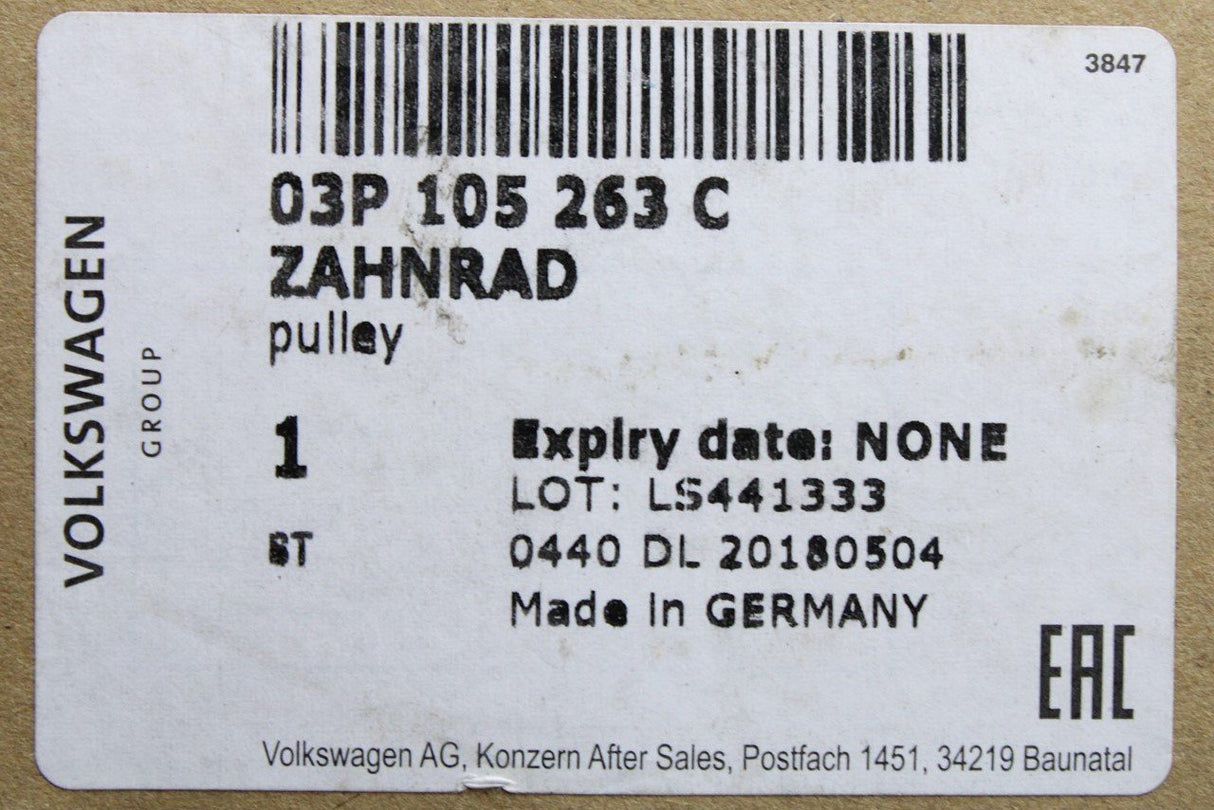 3847
03P 105 263 C
ZAHNRAD
pulley
VOLKSWAGEN
GROUP
1
Expiry date: NONE
LOT: LS441333
ST
0440 DL 20180504
Made in GERMANY
EAC
Volkswagen AG, Konzern After Sales, Postfach 1451, 34219 Baunatal